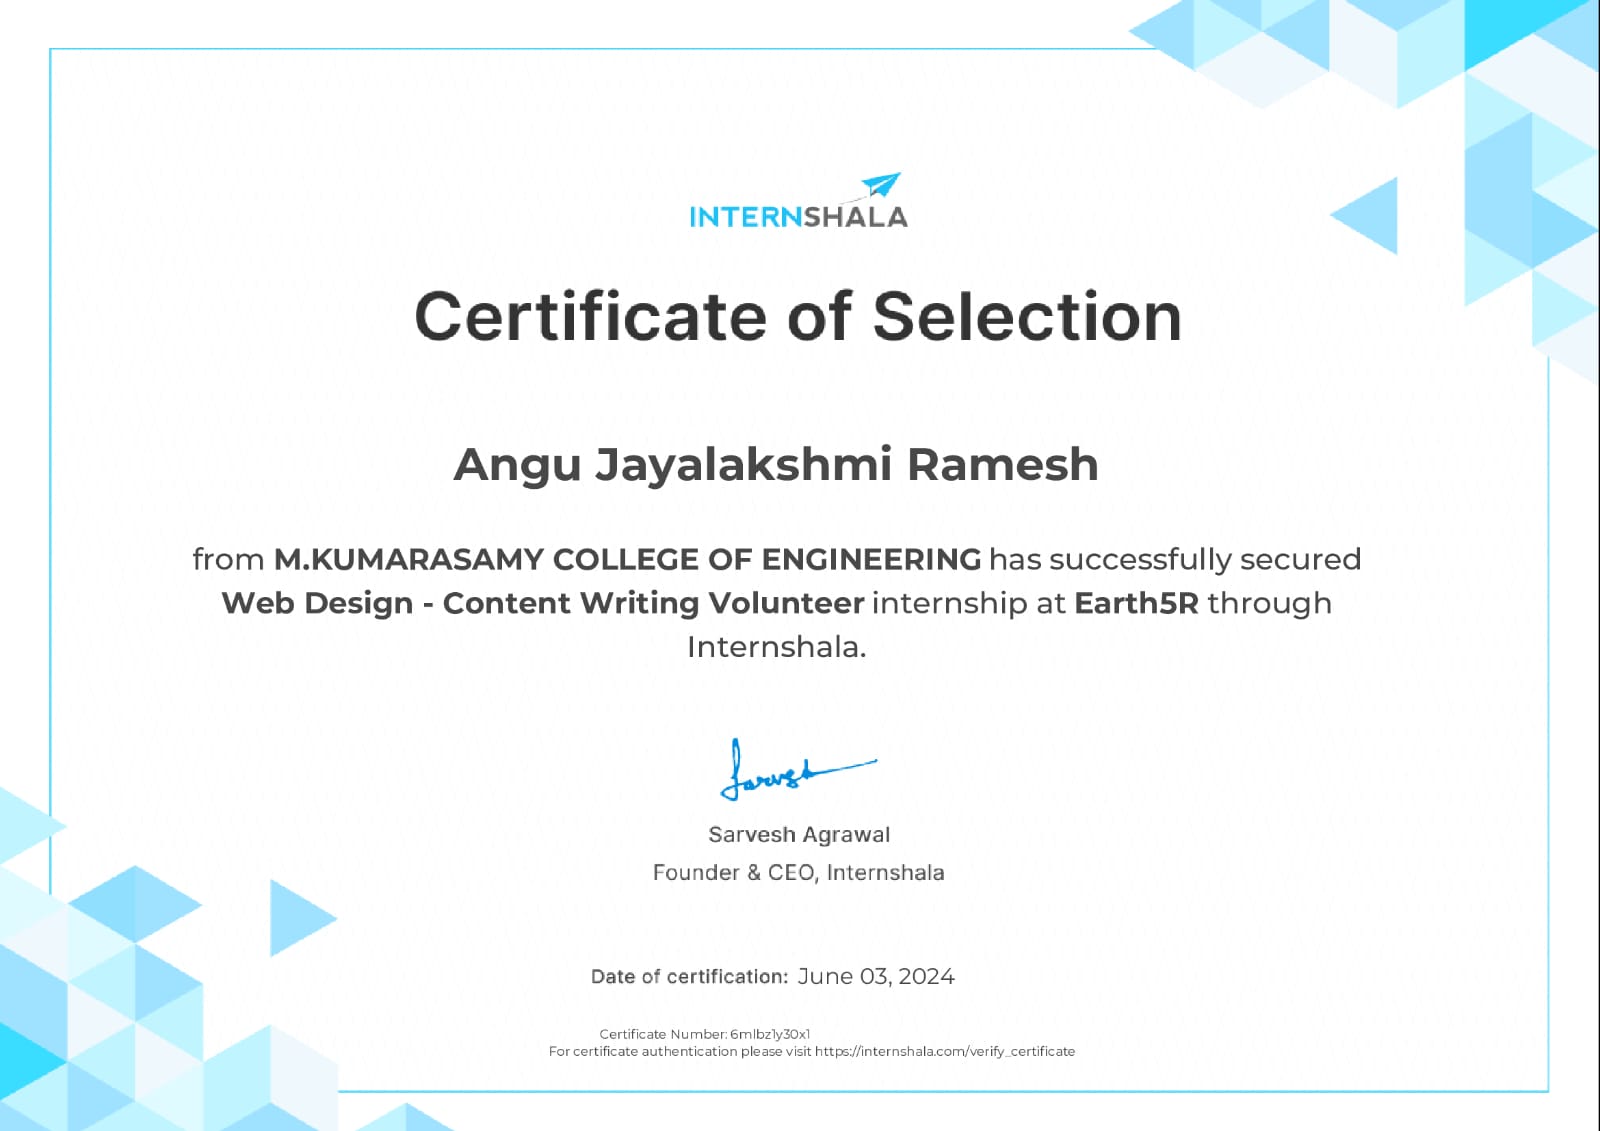 INTERNSHALA
Certificate of Selection
Angu Jayalakshmi Ramesh
from M.KUMARASAMY COLLEGE OF ENGINEERING has successfully secured
Web Design - Content Writing Volunteer internship at Earth5R through
Internshala.
Sarvesh
Sarvesh Agrawal
Founder & CEO, Internshala
Date of certification: June 03, 2024
Certificate Number: 6mlbz1y30x1
For certificate authentication please visit https://internshala.com/verify_certificate